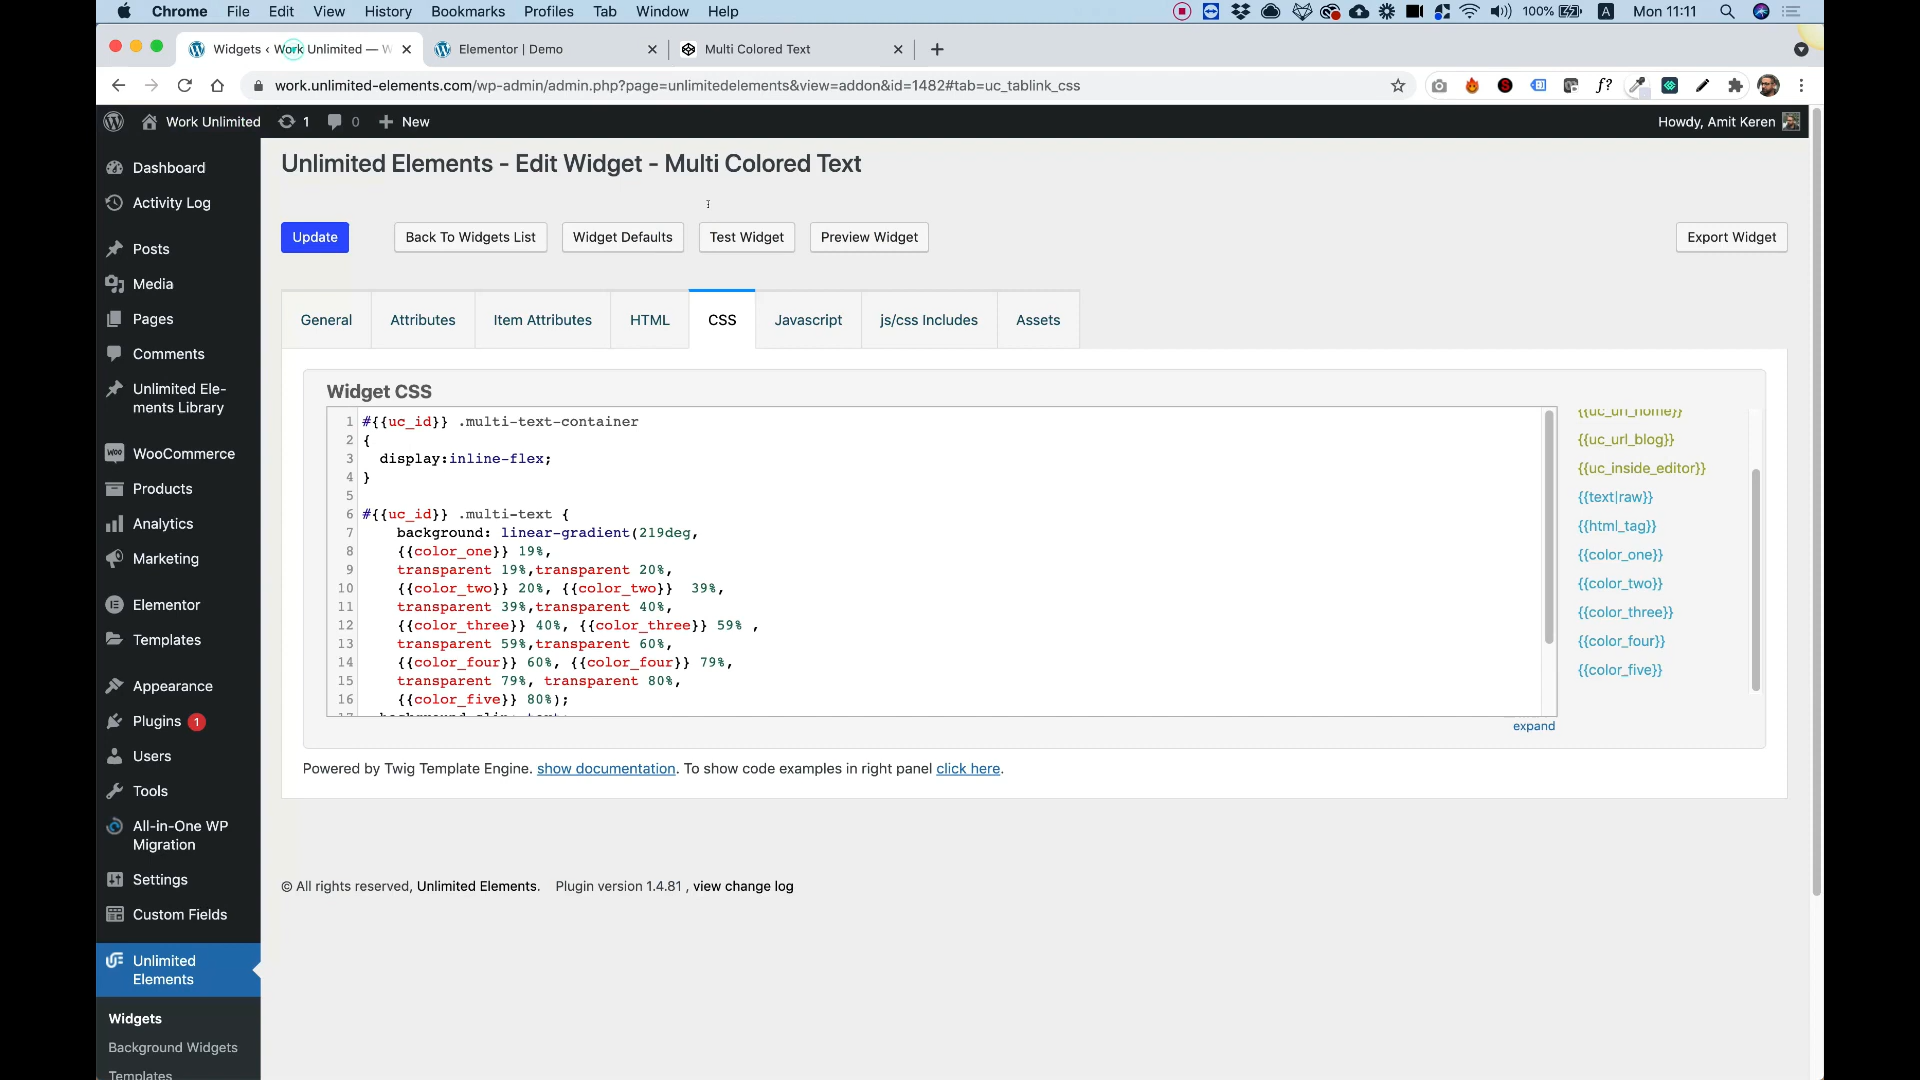 Chrome File Edit View History Bookmarks Profiles Tab Window Help 100% A Mon 11:11
Widgets ‹ Work Unlimited — W
Elementor | Demo
Multi Colored Text
work.unlimited-elements.com/wp-admin/admin.php?page=unlimitedelements&view=addon&id=1482#tab=uc_tablink_css
Work Unlimited 1 0 + New Howdy, Amit Keren
Dashboard
Activity Log
Posts
Media
Pages
Comments
Unlimited Ele-
ments Library
WooCommerce
Products
Analytics
Marketing
Elementor
Templates
Appearance
Plugins 1
Users
Tools
All-in-One WP
Migration
Settings
Custom Fields
Unlimited
Elements
Widgets
Background Widgets
Templates
Unlimited Elements - Edit Widget - Multi Colored Text
Update Back To Widgets List Widget Defaults Test Widget Preview Widget Export Widget
General Attributes Item Attributes HTML CSS Javascript js/css Includes Assets
Widget CSS
1 #{{uc_id}} .multi-text-container
2 {
3 display:inline-flex;
4 }
5
6 #{{uc_id}} .multi-text {
7 background: linear-gradient(219deg,
8 {{color_one}} 19%,
9 transparent 19%,transparent 20%,
10 {{color_two}} 20%, {{color_two}} 39%,
11 transparent 39%,transparent 40%,
12 {{color_three}} 40%, {{color_three}} 59% ,
13 transparent 59%,transparent 60%,
14 {{color_four}} 60%, {{color_four}} 79%,
15 transparent 79%, transparent 80%,
16 {{color_five}} 80%);
17 background-clip: text;
{{uc_url_home}}
{{uc_url_blog}}
{{uc_inside_editor}}
{{text|raw}}
{{html_tag}}
{{color_one}}
{{color_two}}
{{color_three}}
{{color_four}}
{{color_five}}
expand
Powered by Twig Template Engine. show documentation. To show code examples in right panel click here.
© All rights reserved, Unlimited Elements. Plugin version 1.4.81 , view change log